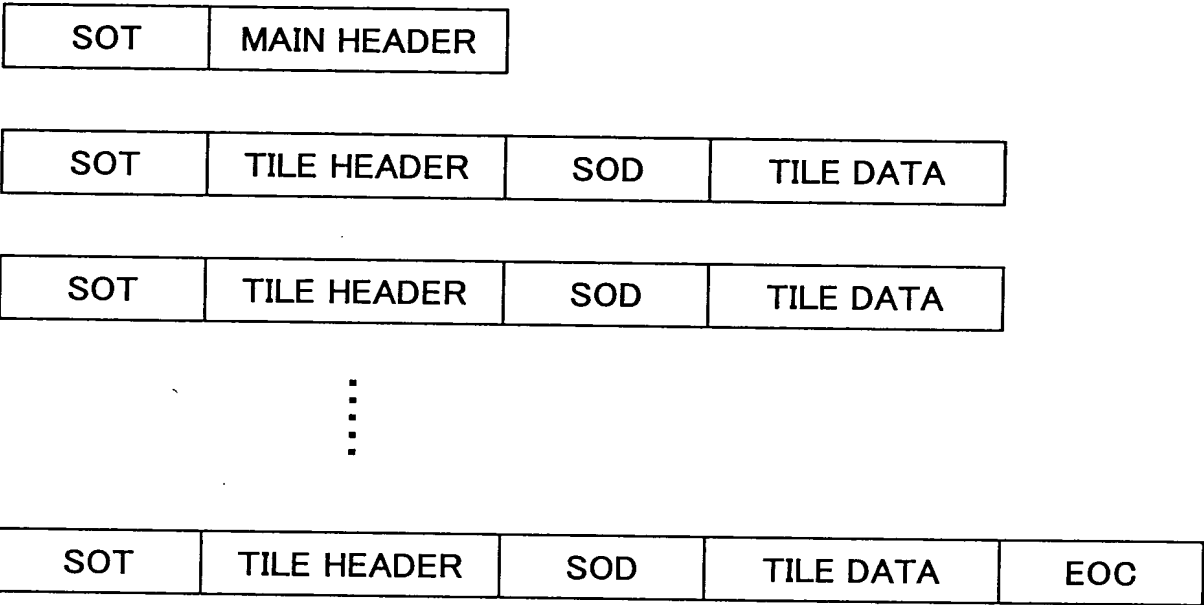 SOT MAIN HEADER
SOT TILE HEADER SOD TILE DATA
SOT TILE HEADER SOD TILE DATA
SOT TILE HEADER SOD TILE DATA EOC